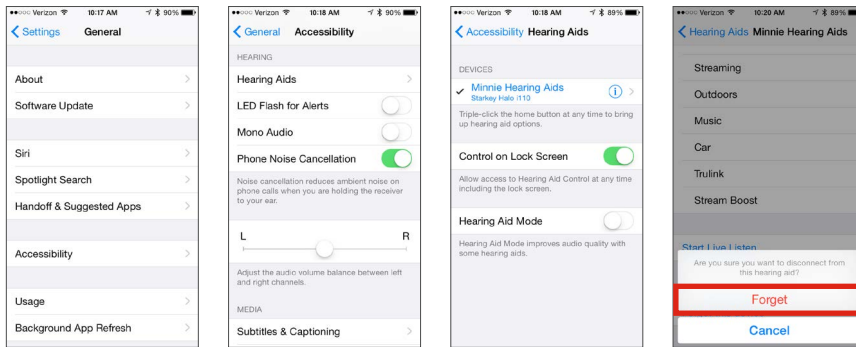 Verizon 10:17 AM 90%
Settings General
About
Software Update
Siri
Spotlight Search
Handoff & Suggested Apps
Accessibility
Usage
Background App Refresh
Verizon 10:18 AM 90%
General Accessibility
HEARING
Hearing Aids
LED Flash for Alerts
Mono Audio
Phone Noise Cancellation
Noise cancellation reduces ambient noise on
phone calls when you are holding the receiver
to your ear.
L R
Adjust the audio volume balance between left
and right channels.
MEDIA
Subtitles & Captioning
Verizon 10:18 AM 89%
Accessibility Hearing Aids
DEVICES
Minnie Hearing Aids
Starkey Halo i110
Triple-click the home button at any time to bring
up hearing aid options.
Control on Lock Screen
Allow access to Hearing Aid Control at any time
including the lock screen.
Hearing Aid Mode
Hearing Aid Mode improves audio quality with
some hearing aids.
Verizon 10:20 AM 89%
Hearing Aids Minnie Hearing Aids
Streaming
Outdoors
Music
Car
Trulink
Stream Boost
Start Live Listen
Are you sure you want to disconnect from
this hearing aid?
Forget
Cancel